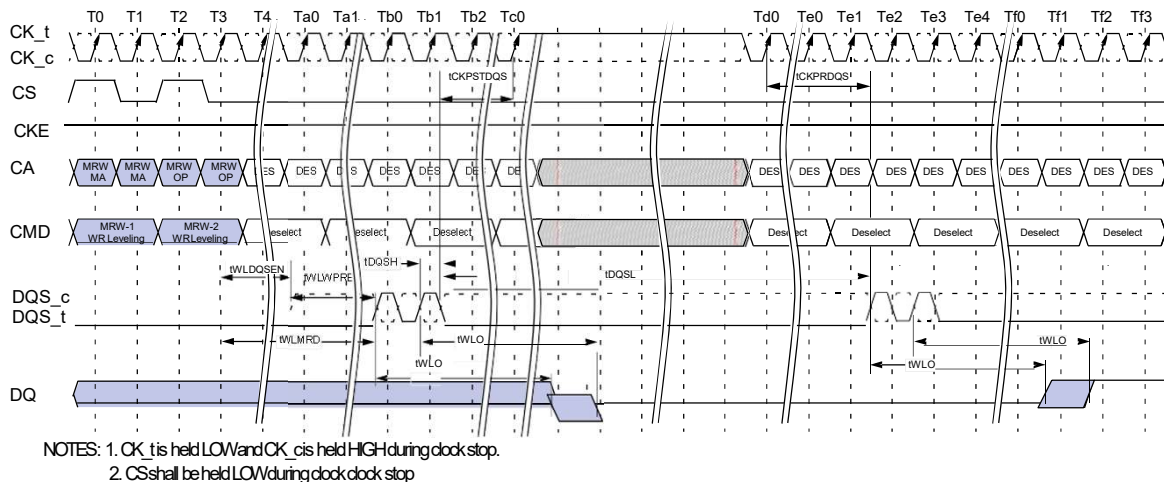 T0 T1 T2 T3 T4 Ta0 Ta1 Tb0 Tb1 Tb2 Tc0 Td0 Te0 Te1 Te2 Te3 Te4 Tf0 Tf1 Tf2 Tf3
CK_t
CK_c
tCKPSTDQS tCKPRDQS
CS
CKE
CA
MRW MA MRW MA MRW OP MRW OP DES DES DES DES DES DES DES DES DES DES DES DES DES DES DES DES
CMD
MRW-1 WR Leveling MRW-2 WRLeveling Deselect Deselect Deselect Deselect Deselect Deselect Deselect Deselect
tDQSH
tWLDQSEN tWLWPRE tDQSL
DQS_c
DQS_t
tWLMRD tWLO tWLO
tWLO tWLO
DQ
NOTES: 1. CK_t is held LOW and CK_c is held HIGH during clock stop.
2. CS shall be held LOW during clock clock stop